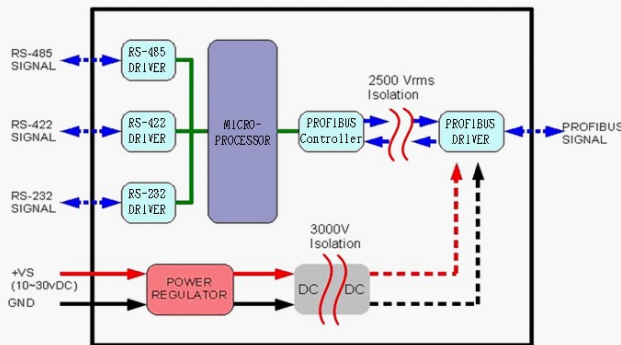 RS-485
SIGNAL
RS-485
DRIVER
2500 Vrms
Isolation
RS-422
SIGNAL
RS-422
DRIVER
MICRO-
PROCESSOR
PROFIBUS
Controller
PROFIBUS
DRIVER
PROFIBUS
SIGNAL
RS-232
SIGNAL
RS-232
DRIVER
3000V
Isolation
+VS
(10~30vDC)
GND
POWER
REGULATOR
DC DC